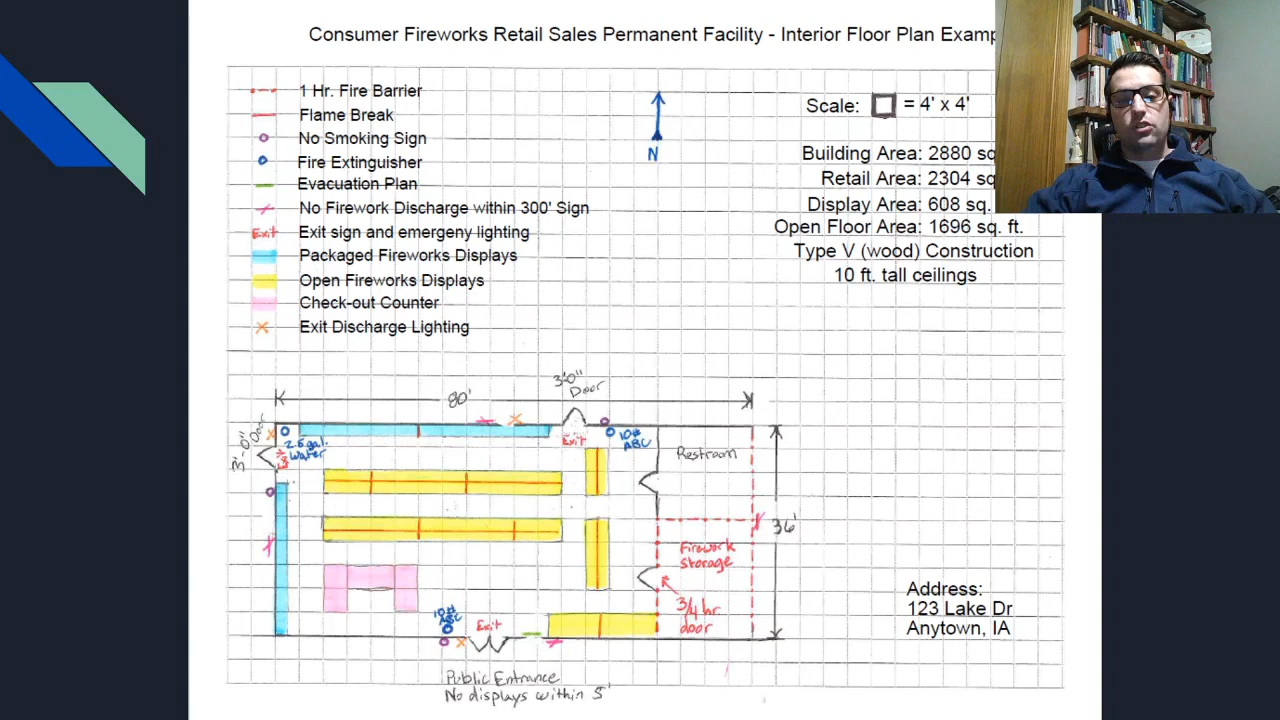 Consumer Fireworks Retail Sales Permanent Facility - Interior Floor Plan Examp
1 Hr. Fire Barrier
Flame Break
No Smoking Sign
Fire Extinguisher
Evacuation Plan
No Firework Discharge within 300' Sign
Exit Exit sign and emergeny lighting
Packaged Fireworks Displays
Open Fireworks Displays
Check-out Counter
Exit Discharge Lighting
N
Scale: = 4' x 4'
Building Area: 2880 sq
Retail Area: 2304 sq
Display Area: 608 sq.
Open Floor Area: 1696 sq. ft.
Type V (wood) Construction
10 ft. tall ceilings
80'
3'-0"
Door
3'-0" Door
2.5 gal.
Water
Exit
10#
ABC
Restroom
36'
Firework
storage
3/4 hr
door
10#
ABC
Exit
Public Entrance
No displays within 5'
Address:
123 Lake Dr
Anytown, IA